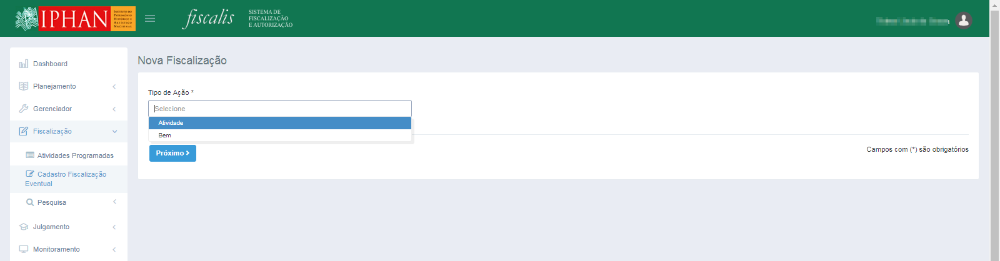 IPHAN
INSTITUTO DO
PATRIMÔNIO
HISTÓRICO E
ARTÍSTICO
NACIONAL
fiscalis
SISTEMA DE
FISCALIZAÇÃO
E AUTORIZAÇÃO
Dashboard
Planejamento
Gerenciador
Fiscalização
Atividades Programadas
Cadastro Fiscalização
Eventual
Pesquisa
Julgamento
Monitoramento
Nova Fiscalização
Tipo de Ação *
Selecione
Atividade
Bem
Próximo
Campos com (*) são obrigatórios